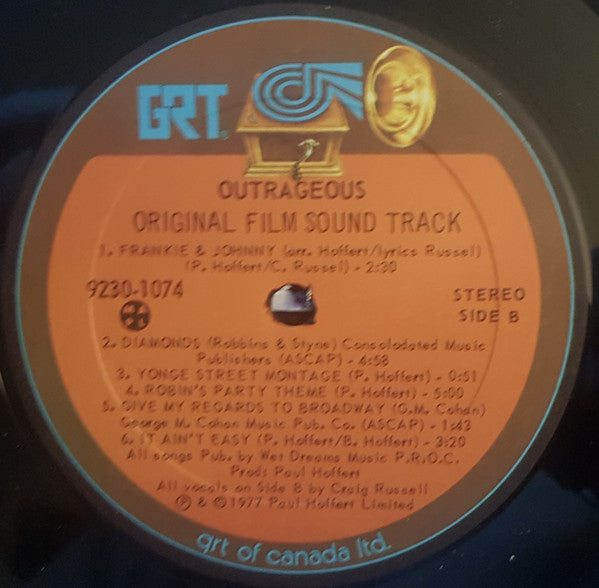 GRT®
OUTRAGEOUS
ORIGINAL FILM SOUND TRACK
1. FRANKIE & JOHNNY (arr. Hoffert/lyrics Russel)
(P. Hoffert/C. Russel) - 2:30
9230-1074
STEREO
SIDE B
2. DIAMONDS (Robbins & Styne) Consolodated Music
Publishers (ASCAP) - 4:58
3. YONGE STREET MONTAGE (P. Hoffert) - 0:51
4. ROBIN'S PARTY THEME (P. Hoffert) - 5:00
5. GIVE MY REGARDS TO BROADWAY (G.M. Cohan)
George M. Cohan Music Pub. Co. (ASCAP) - 1:43
6. IT AIN'T EASY (P. Hoffert/B. Hoffert) - 3:20
All songs Pub. by Wet Dreams Music P.R.O.C.
Prod: Paul Hoffert
All vocals on Side B by Craig Russell
℗ & © 1977 Paul Hoffert Limited
grt of canada ltd.